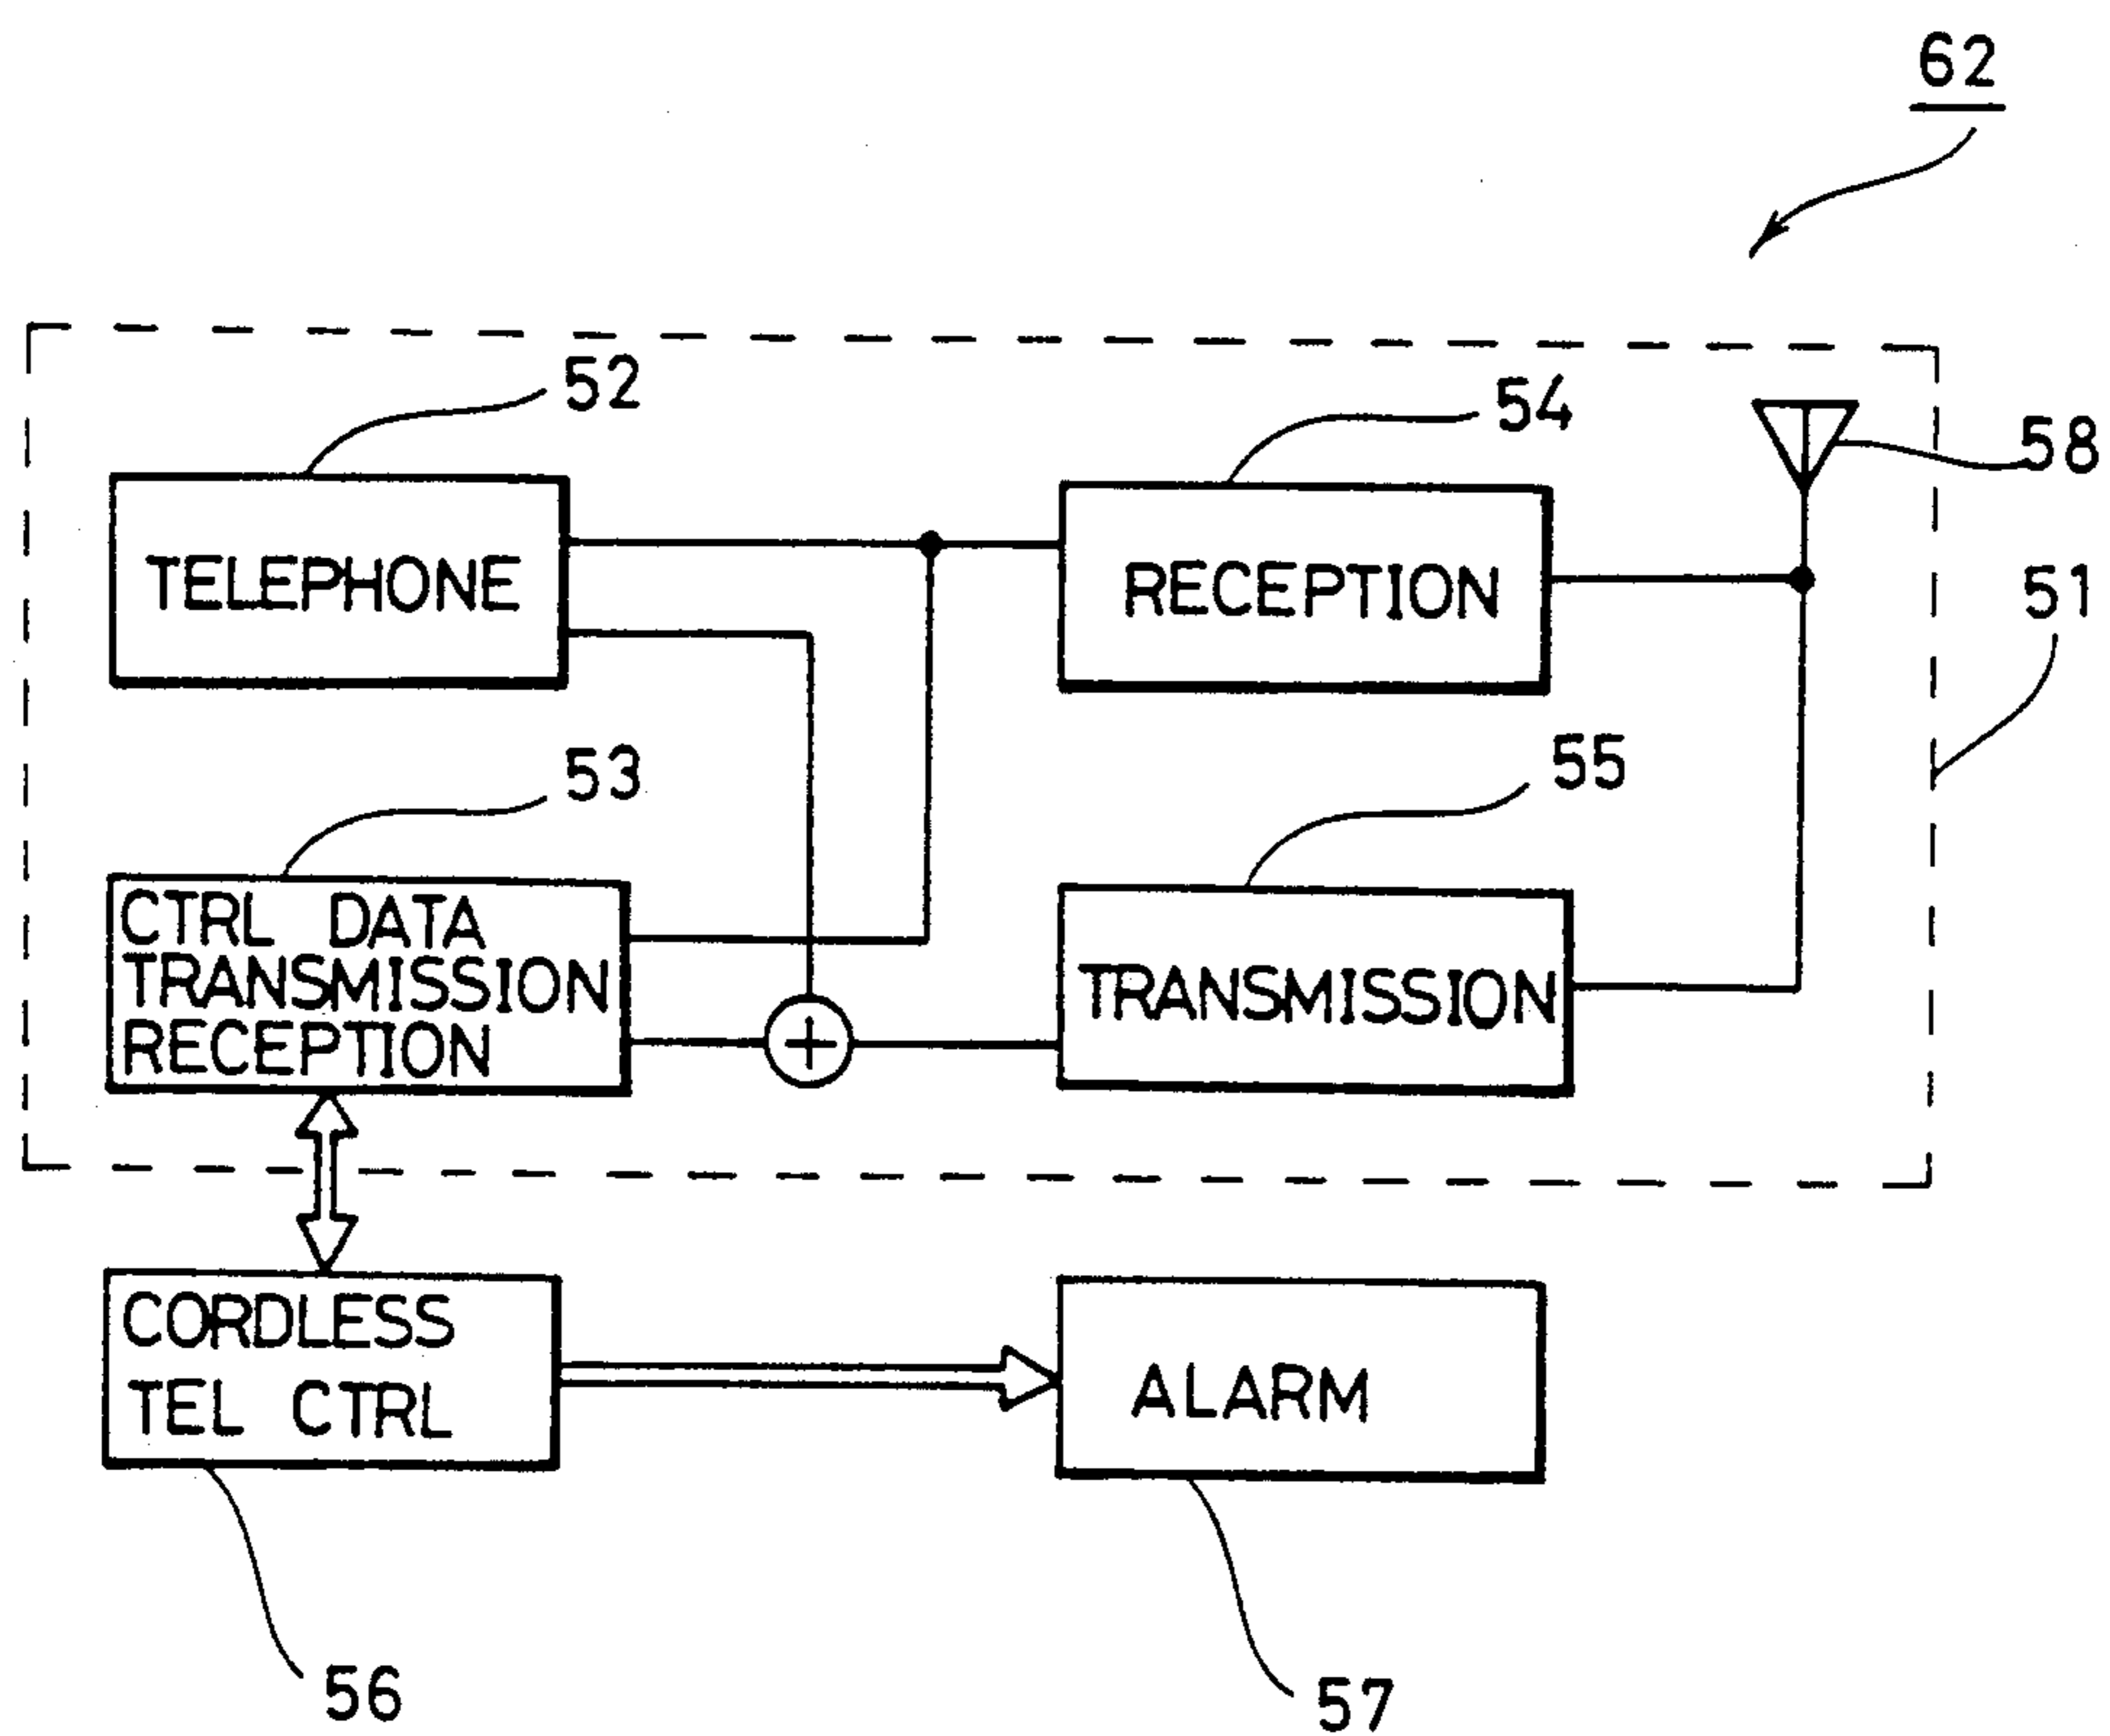 62
52
54
58
TELEPHONE
RECEPTION
51
53
55
CTRL DATA
TRANSMISSION
RECEPTION
TRANSMISSION
CORDLESS
TEL CTRL
ALARM
56
57